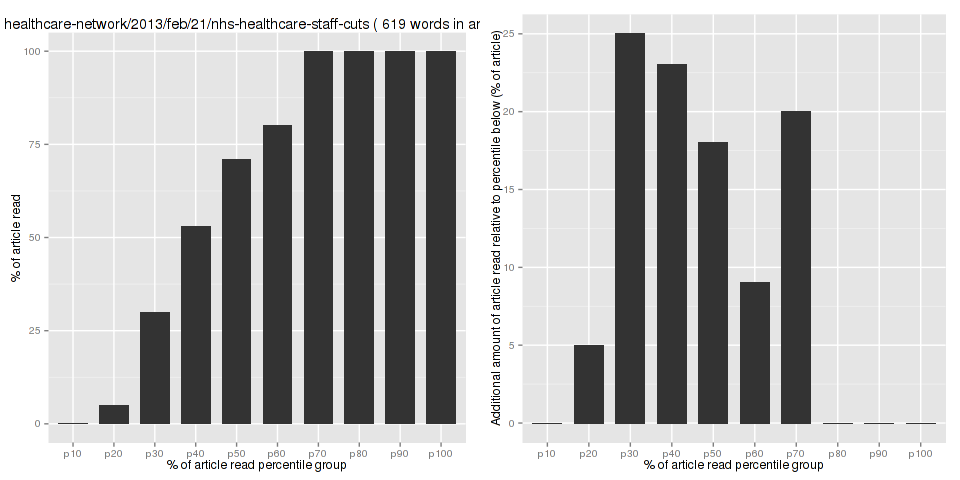 healthcare-network/2013/feb/21/nhs-healthcare-staff-cuts ( 619 words in ar
100
75
50
25
0
% of article read
p10 p20 p30 p40 p50 p60 p70 p80 p90 p100
% of article read percentile group
25
20
15
10
5
0
Additional amount of article read relative to percentile below (% of article)
p10 p20 p30 p40 p50 p60 p70 p80 p90 p100
% of article read percentile group